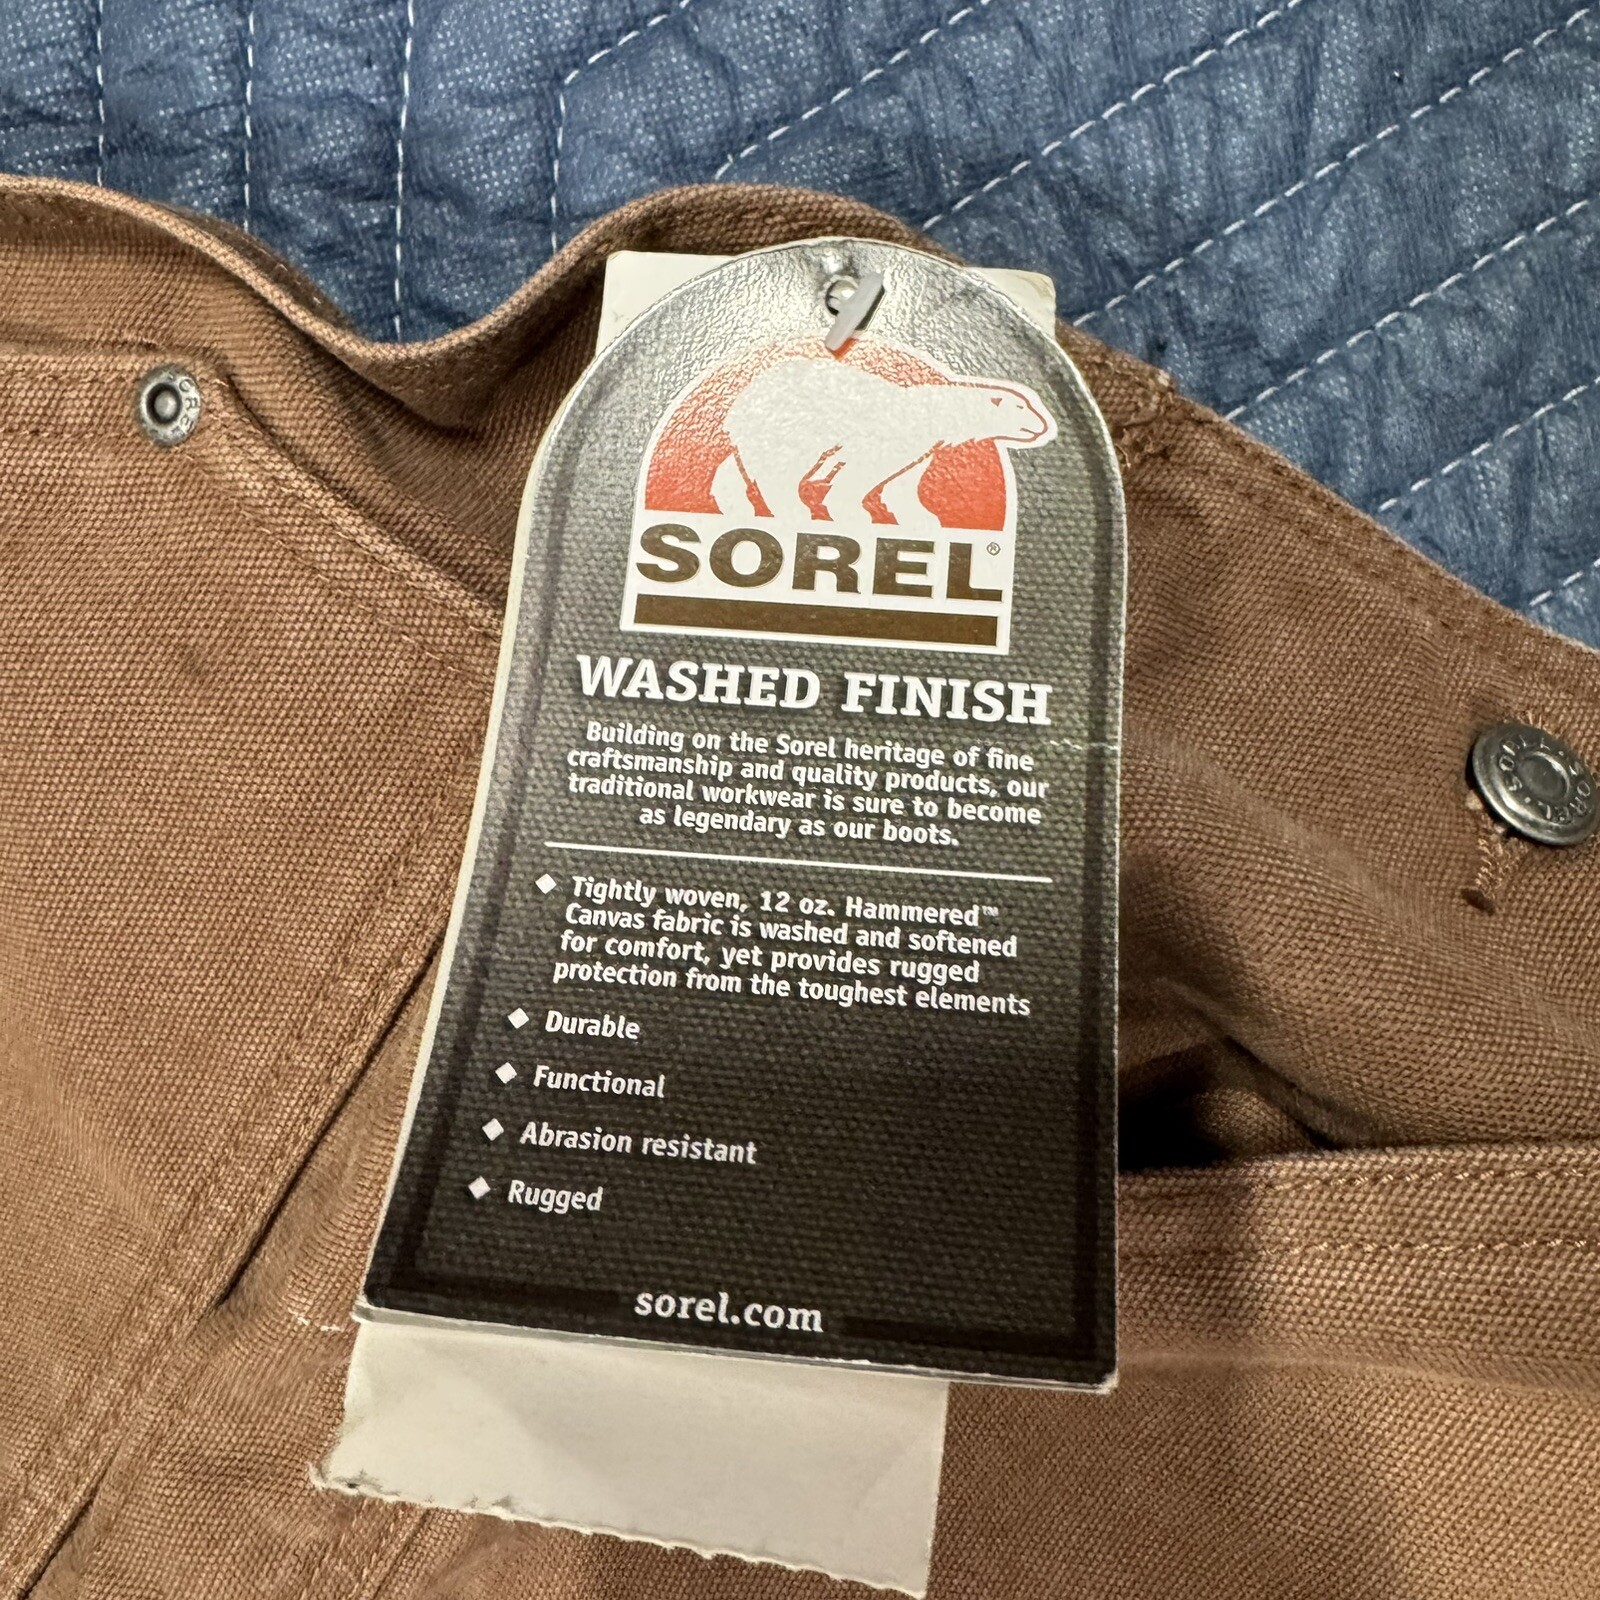 SOREL®
WASHED FINISH
Building on the Sorel heritage of fine
craftsmanship and quality products, our
traditional workwear is sure to become
as legendary as our boots.
Tightly woven, 12 oz. Hammered™
Canvas fabric is washed and softened
for comfort, yet provides rugged
protection from the toughest elements
Durable
Functional
Abrasion resistant
Rugged
sorel.com